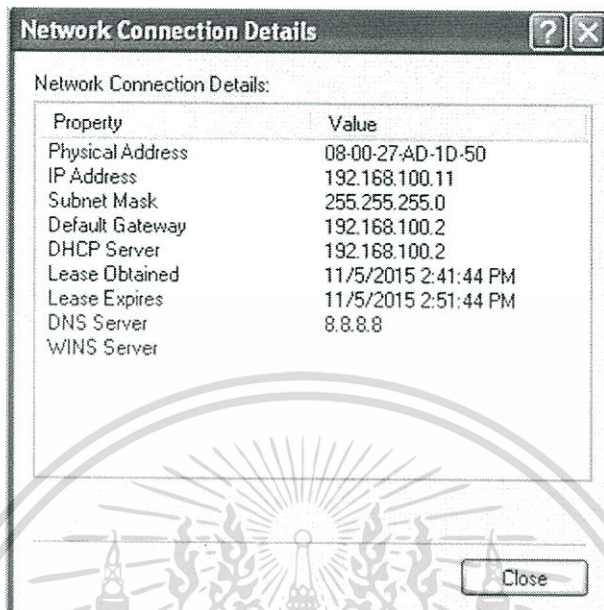 Network Connection Details
Network Connection Details:
Property Value
Physical Address 08-00-27-AD-1D-50
IP Address 192.168.100.11
Subnet Mask 255.255.255.0
Default Gateway 192.168.100.2
DHCP Server 192.168.100.2
Lease Obtained 11/5/2015 2:41:44 PM
Lease Expires 11/5/2015 2:51:44 PM
DNS Server 8.8.8.8
WINS Server
Close